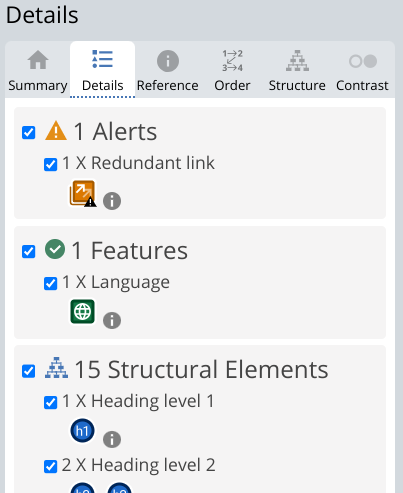 Details
Summary Details Reference Order Structure Contrast
1 Alerts
1 X Redundant link
1 Features
1 X Language
15 Structural Elements
1 X Heading level 1
h1
2 X Heading level 2